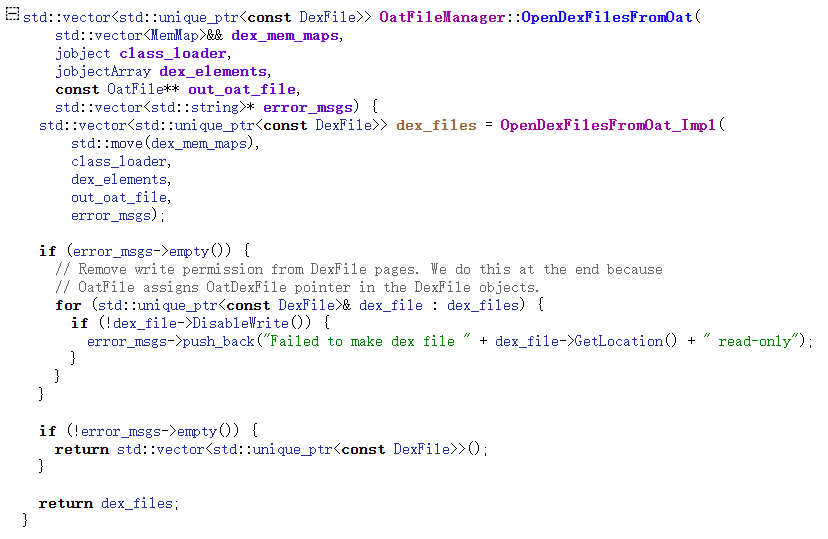 std::vector<std::unique_ptr<const DexFile>> OatFileManager::OpenDexFilesFromOat(
    std::vector<MemMap>&& dex_mem_maps,
    jobject class_loader,
    jobjectArray dex_elements,
    const OatFile** out_oat_file,
    std::vector<std::string>* error_msgs) {
  std::vector<std::unique_ptr<const DexFile>> dex_files = OpenDexFilesFromOat_Impl(
      std::move(dex_mem_maps),
      class_loader,
      dex_elements,
      out_oat_file,
      error_msgs);

  if (error_msgs->empty()) {
    // Remove write permission from DexFile pages. We do this at the end because
    // OatFile assigns OatDexFile pointer in the DexFile objects.
    for (std::unique_ptr<const DexFile>& dex_file : dex_files) {
      if (!dex_file->DisableWrite()) {
        error_msgs->push_back("Failed to make dex file " + dex_file->GetLocation() + " read-only");
      }
    }
  }

  if (!error_msgs->empty()) {
    return std::vector<std::unique_ptr<const DexFile>>();
  }

  return dex_files;
}